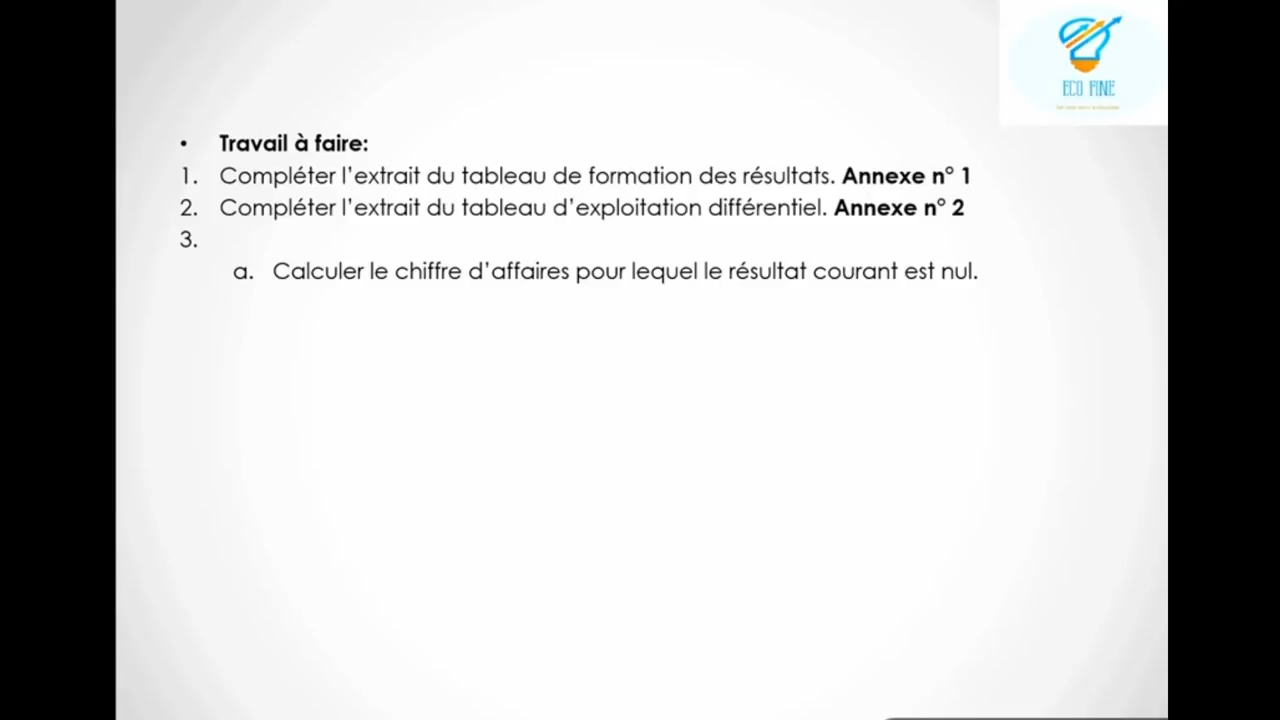 ECO FINE
• Travail à faire:
1. Compléter l’extrait du tableau de formation des résultats. Annexe n° 1
2. Compléter l’extrait du tableau d’exploitation différentiel. Annexe n° 2
3.
a. Calculer le chiffre d’affaires pour lequel le résultat courant est nul.